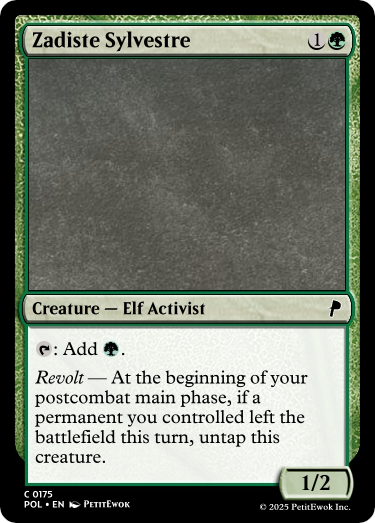 Zadiste Sylvestre 1
Creature — Elf Activist
: Add .
Revolt — At the beginning of your
postcombat main phase, if a
permanent you controlled left the
battlefield this turn, untap this
creature.
1/2
C 0175
POL • EN PETITEWOK
© 2025 PetitEwok Inc.